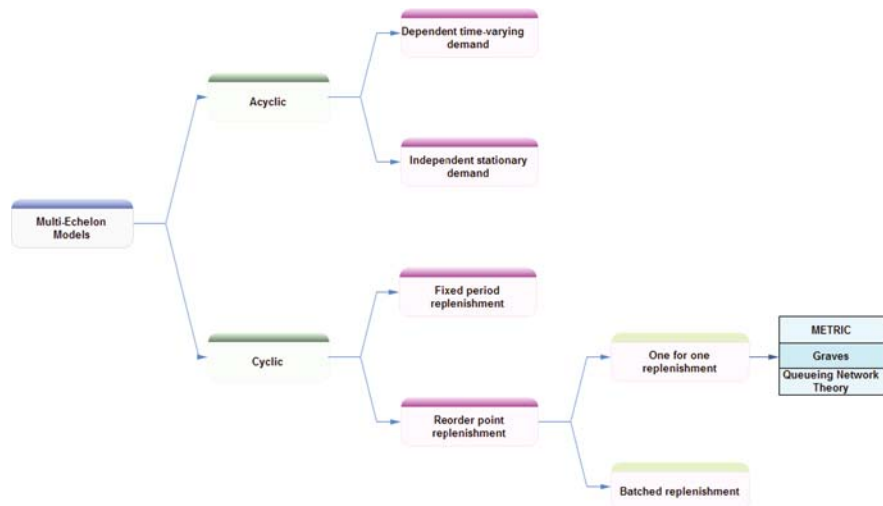 Dependent time-varying
demand
Acyclic
Independent stationary
demand
Multi-Echelon
Models
Fixed period
replenishment
Cyclic
Reorder point
replenishment
One for one
replenishment
METRIC
Graves
Queueing Network
Theory
Batched replenishment